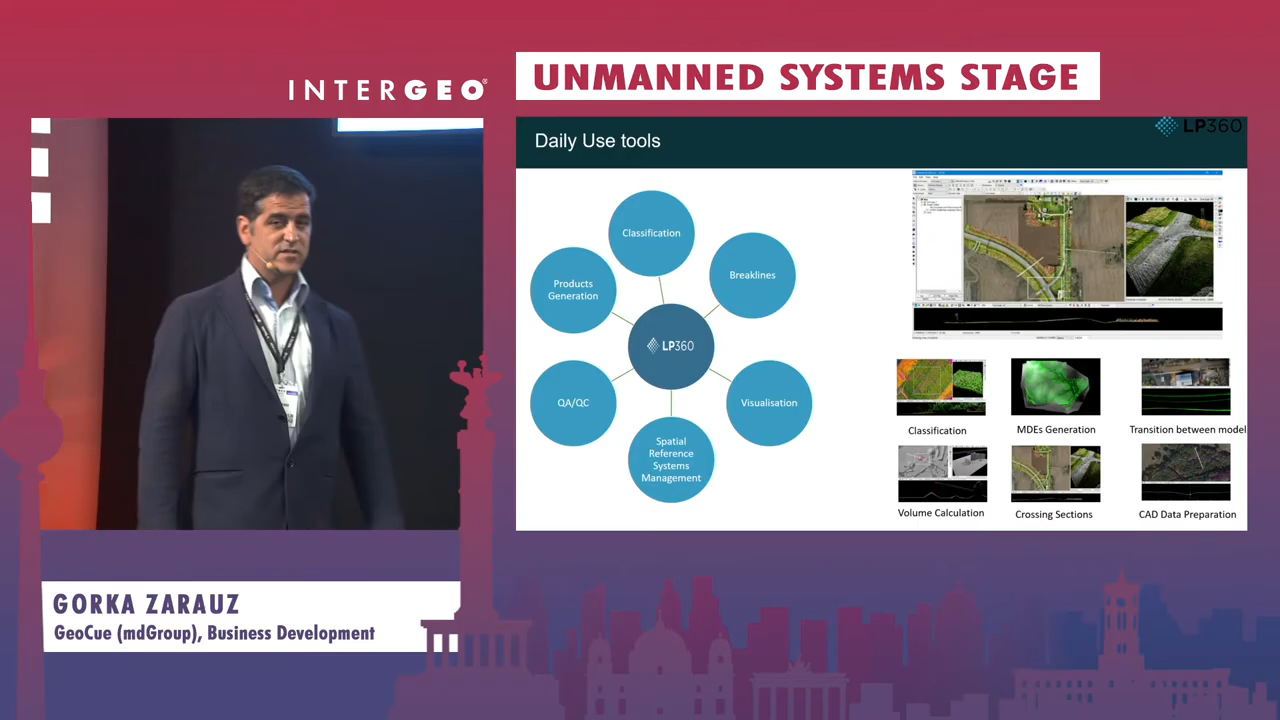 INTERGEO
UNMANNED SYSTEMS STAGE
Daily Use tools
LP360
Classification
Breaklines
Products
Generation
LP360
QA/QC
Visualisation
Spatial
Reference
Systems
Management
Classification
MDEs Generation
Transition between model
Volume Calculation
Crossing Sections
CAD Data Preparation
GORKA ZARAUZ
GeoCue (mdGroup), Business Development